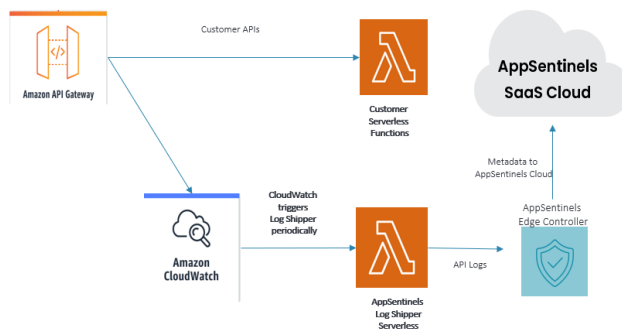 Customer APIs
Amazon API Gateway
AppSentinels
SaaS Cloud
Customer
Serverless
Functions
Metadata to
AppSentinels Cloud
CloudWatch
triggers
Log Shipper
periodically
AppSentinels
Edge Controller
Amazon
CloudWatch
API Logs
AppSentinels
Log Shipper
Serverless